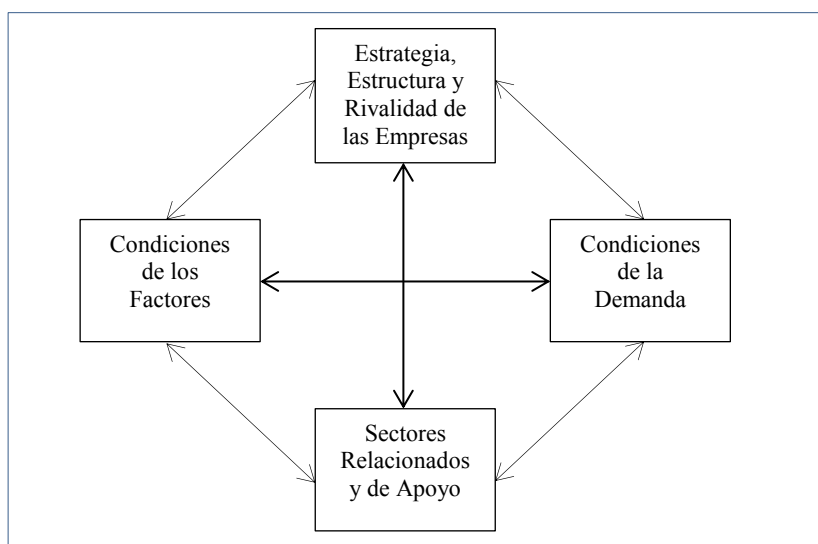 Estrategia,
Estructura y
Rivalidad de
las Empresas
Condiciones
de los
Factores
Condiciones
de la
Demanda
Sectores
Relacionados
y de Apoyo